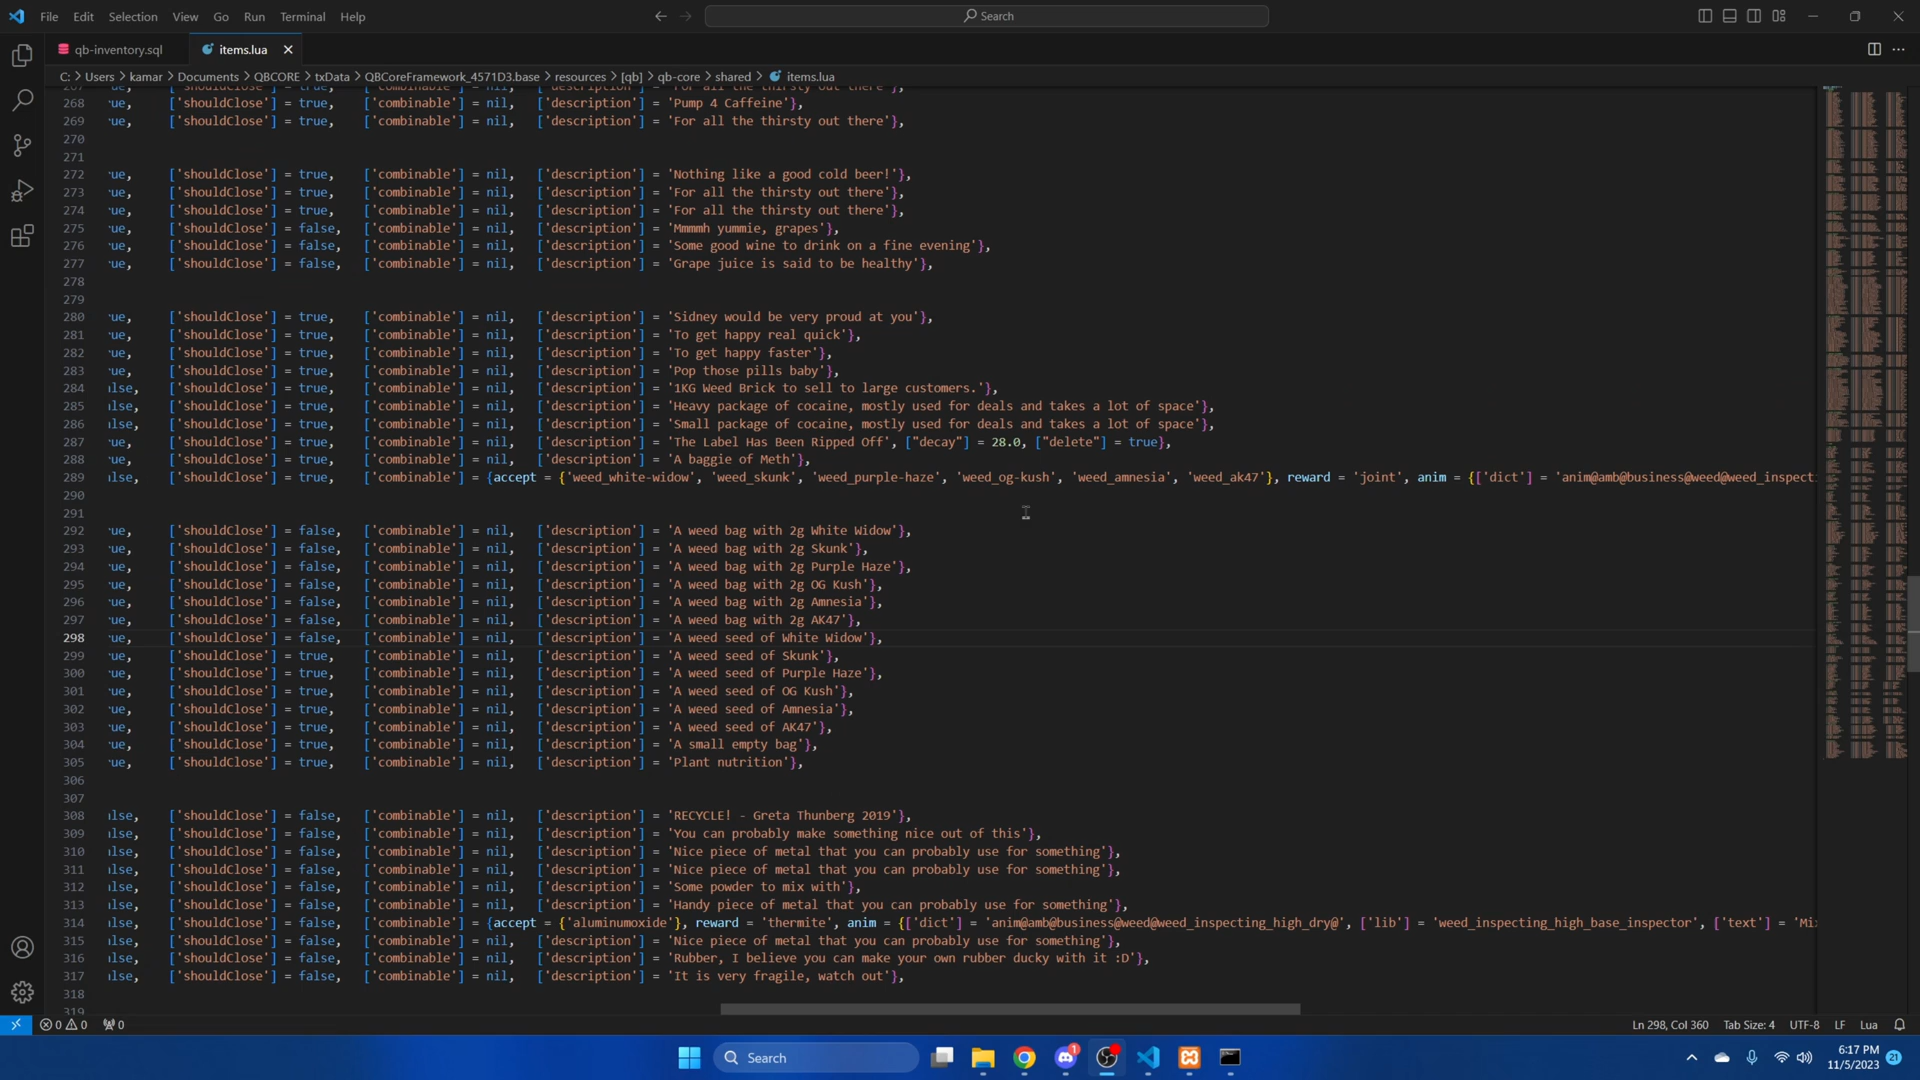 File Edit Selection View Go Run Terminal Help
Search
qb-inventory.sql items.lua
C: > Users > kamar > Documents > QBCORE > txData > QBCoreFramework_4571D3.base > resources > [qb] > qb-core > shared > items.lua
268 ue, ['shouldClose'] = true, ['combinable'] = nil, ['description'] = 'Pump 4 Caffeine'},
269 ue, ['shouldClose'] = true, ['combinable'] = nil, ['description'] = 'For all the thirsty out there'},
270
271
272 ue, ['shouldClose'] = true, ['combinable'] = nil, ['description'] = 'Nothing like a good cold beer!'},
273 ue, ['shouldClose'] = true, ['combinable'] = nil, ['description'] = 'For all the thirsty out there'},
274 ue, ['shouldClose'] = true, ['combinable'] = nil, ['description'] = 'For all the thirsty out there'},
275 ue, ['shouldClose'] = false, ['combinable'] = nil, ['description'] = 'Mmmmh yummie, grapes'},
276 ue, ['shouldClose'] = false, ['combinable'] = nil, ['description'] = 'Some good wine to drink on a fine evening'},
277 ue, ['shouldClose'] = false, ['combinable'] = nil, ['description'] = 'Grape juice is said to be healthy'},
278
279
280 ue, ['shouldClose'] = true, ['combinable'] = nil, ['description'] = 'Sidney would be very proud at you'},
281 ue, ['shouldClose'] = true, ['combinable'] = nil, ['description'] = 'To get happy real quick'},
282 ue, ['shouldClose'] = true, ['combinable'] = nil, ['description'] = 'To get happy faster'},
283 ue, ['shouldClose'] = true, ['combinable'] = nil, ['description'] = 'Pop those pills baby'},
284 lse, ['shouldClose'] = true, ['combinable'] = nil, ['description'] = '1KG Weed Brick to sell to large customers.'},
285 ue, ['shouldClose'] = true, ['combinable'] = nil, ['description'] = 'Heavy package of cocaine, mostly used for deals and takes a lot of space'},
286 lse, ['shouldClose'] = true, ['combinable'] = nil, ['description'] = 'Small package of cocaine, mostly used for deals and takes a lot of space'},
287 ue, ['shouldClose'] = true, ['combinable'] = nil, ['description'] = 'The Label Has Been Ripped Off', ["decay"] = 28.0, ["delete"] = true},
288 ue, ['shouldClose'] = true, ['combinable'] = nil, ['description'] = 'A baggie of Meth'},
289 lse, ['shouldClose'] = true, ['combinable'] = {accept = {'weed_white-widow', 'weed_skunk', 'weed_purple-haze', 'weed_og-kush', 'weed_amnesia', 'weed_ak47'}, reward = 'joint', anim = {['dict'] = 'anim@amb@business@weed@weed_inspecti
290
291
292 ue, ['shouldClose'] = false, ['combinable'] = nil, ['description'] = 'A weed bag with 2g White Widow'},
293 ue, ['shouldClose'] = false, ['combinable'] = nil, ['description'] = 'A weed bag with 2g Skunk'},
294 ue, ['shouldClose'] = false, ['combinable'] = nil, ['description'] = 'A weed bag with 2g Purple Haze'},
295 ue, ['shouldClose'] = false, ['combinable'] = nil, ['description'] = 'A weed bag with 2g OG Kush'},
296 ue, ['shouldClose'] = false, ['combinable'] = nil, ['description'] = 'A weed bag with 2g Amnesia'},
297 ue, ['shouldClose'] = false, ['combinable'] = nil, ['description'] = 'A weed bag with 2g AK47'},
298 ue, ['shouldClose'] = false, ['combinable'] = nil, ['description'] = 'A weed seed of White Widow'},
299 ue, ['shouldClose'] = true, ['combinable'] = nil, ['description'] = 'A weed seed of Skunk'},
300 ue, ['shouldClose'] = true, ['combinable'] = nil, ['description'] = 'A weed seed of Purple Haze'},
301 ue, ['shouldClose'] = true, ['combinable'] = nil, ['description'] = 'A weed seed of OG Kush'},
302 ue, ['shouldClose'] = true, ['combinable'] = nil, ['description'] = 'A weed seed of Amnesia'},
303 ue, ['shouldClose'] = true, ['combinable'] = nil, ['description'] = 'A weed seed of AK47'},
304 ue, ['shouldClose'] = true, ['combinable'] = nil, ['description'] = 'A small empty bag'},
305 ue, ['shouldClose'] = true, ['combinable'] = nil, ['description'] = 'Plant nutrition'},
306
307
308 lse, ['shouldClose'] = false, ['combinable'] = nil, ['description'] = 'RECYCLE! - Greta Thunberg 2019'},
309 lse, ['shouldClose'] = false, ['combinable'] = nil, ['description'] = 'You can probably make something nice out of this'},
310 lse, ['shouldClose'] = false, ['combinable'] = nil, ['description'] = 'Nice piece of metal that you can probably use for something'},
311 lse, ['shouldClose'] = false, ['combinable'] = nil, ['description'] = 'Nice piece of metal that you can probably use for something'},
312 lse, ['shouldClose'] = false, ['combinable'] = nil, ['description'] = 'Some powder to mix with'},
313 lse, ['shouldClose'] = false, ['combinable'] = nil, ['description'] = 'Handy piece of metal that you can probably use for something'},
314 lse, ['shouldClose'] = false, ['combinable'] = {accept = {'aluminumoxide'}, reward = 'thermite', anim = {['dict'] = 'anim@amb@business@weed@weed_inspecting_high_dry@', ['lib'] = 'weed_inspecting_high_base_inspector', ['text'] = 'Mix
315 lse, ['shouldClose'] = false, ['combinable'] = nil, ['description'] = 'Nice piece of metal that you can probably use for something'},
316 lse, ['shouldClose'] = false, ['combinable'] = nil, ['description'] = 'Rubber, I believe you can make your own rubber ducky with it :D'},
317 lse, ['shouldClose'] = false, ['combinable'] = nil, ['description'] = 'It is very fragile, watch out'},
318
0 0 0 Ln 298, Col 360 Tab Size: 4 UTF-8 LF Lua
Search 1 6:17 PM
11/5/2023 21